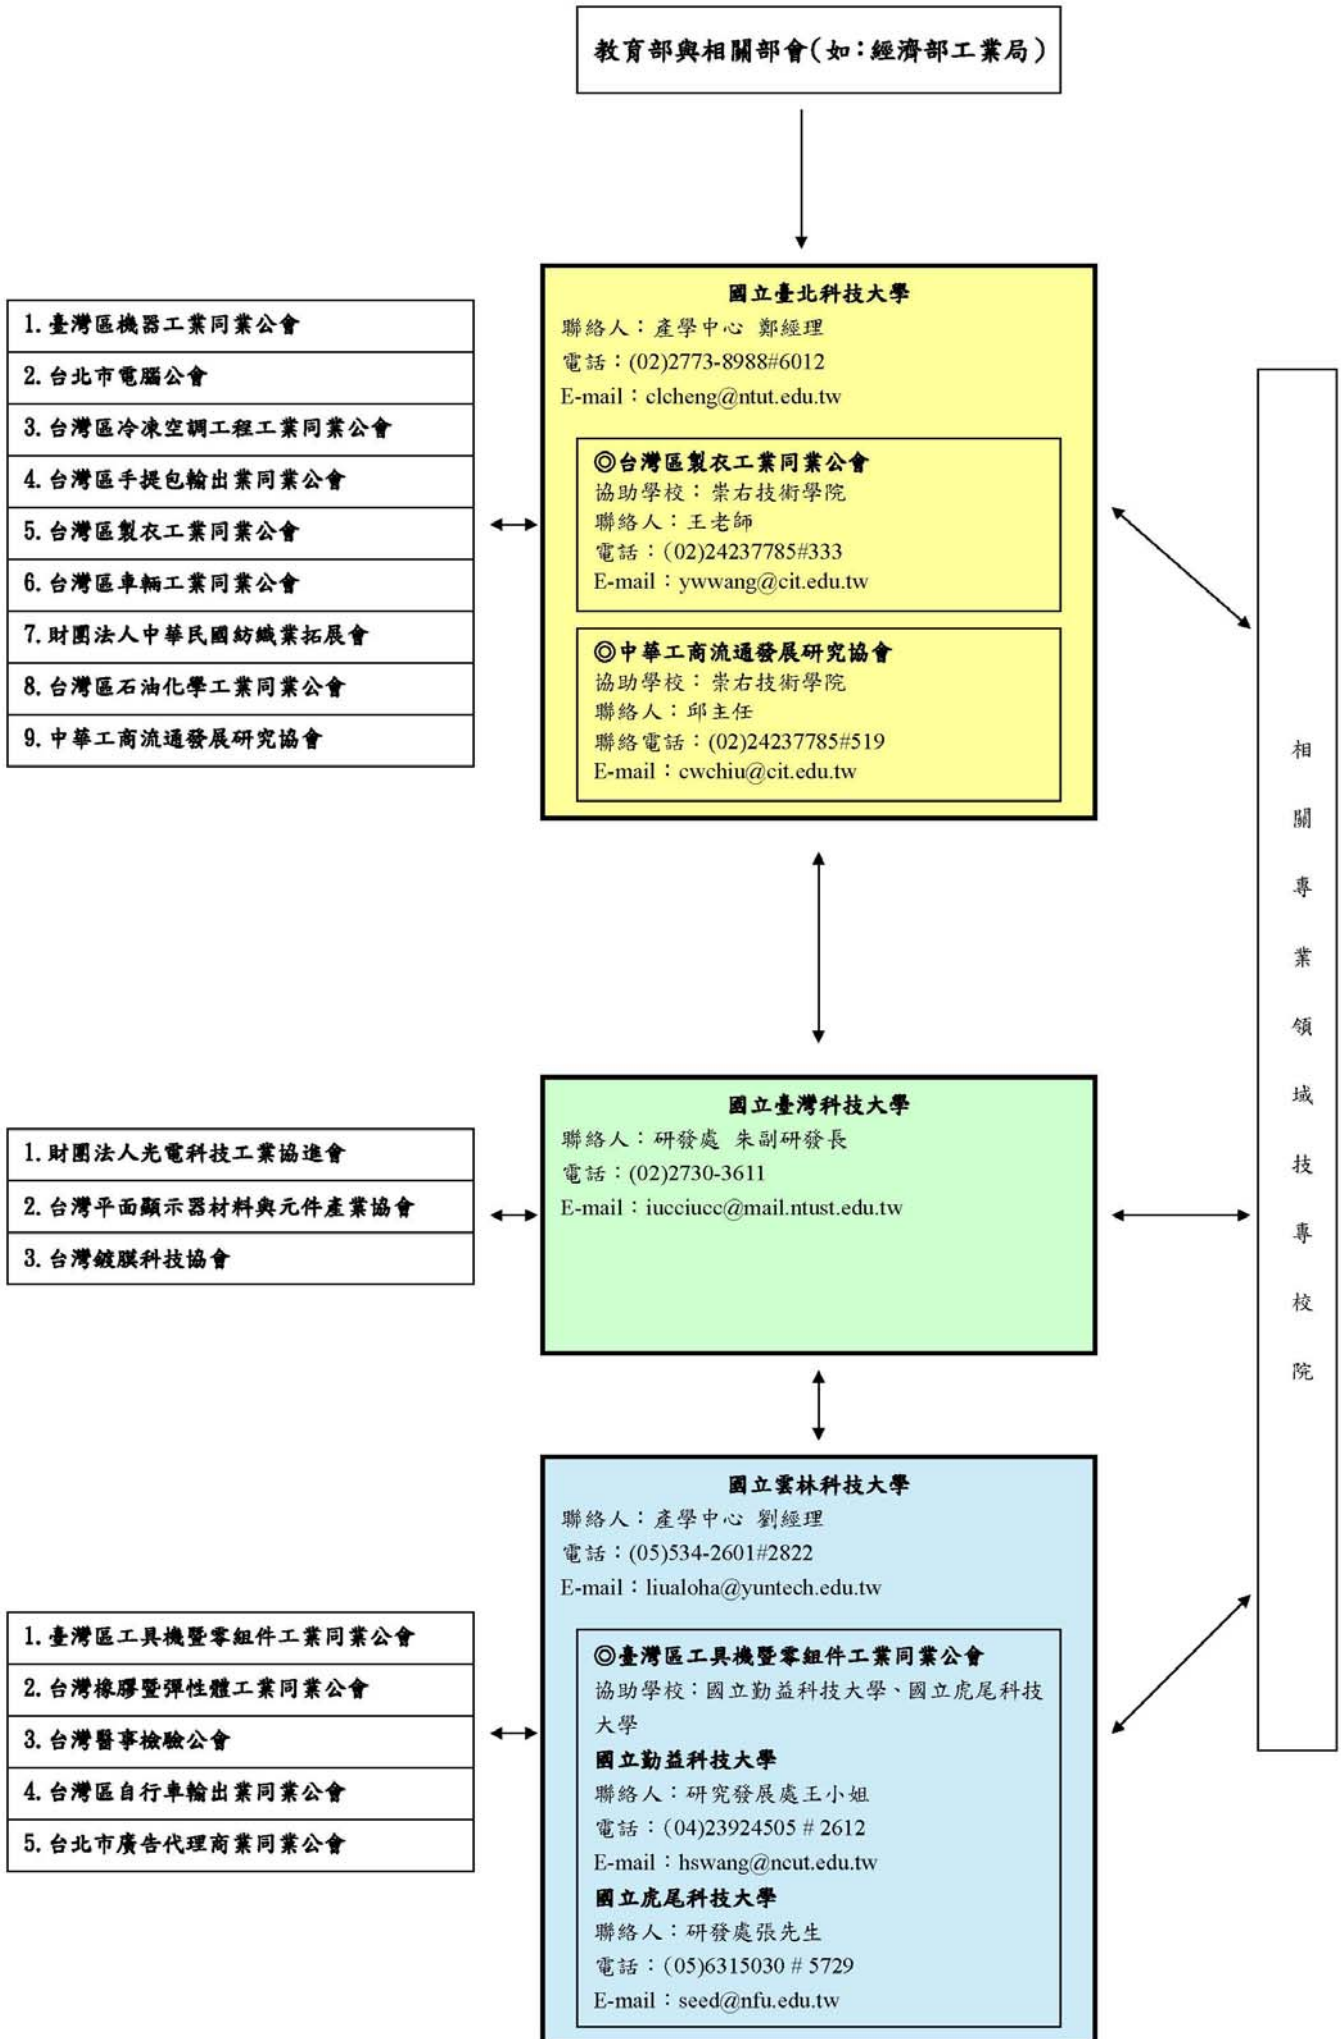 教育部與相關部會(如:經濟部工業局)
國立臺北科技大學
聯絡人:產學中心 鄭經理
電話:(02)2773-8988#6012
E-mail:clcheng@ntut.edu.tw
◎台灣區製衣工業同業公會
協助學校:崇右技術學院
聯絡人:王老師
電話:(02)24237785#333
E-mail:ywwang@cit.edu.tw
◎中華工商流通發展研究協會
協助學校:崇右技術學院
聯絡人:邱主任
聯絡電話:(02)24237785#519
E-mail:cwchiu@cit.edu.tw
1.臺灣區機器工業同業公會
2.台北市電腦公會
3.台灣區冷凍空調工程工業同業公會
4.台灣區手提包輸出業同業公會
5.台灣區製衣工業同業公會
6.台灣區車輛工業同業公會
7.財團法人中華民國紡織業拓展會
8.台灣區石油化學工業同業公會
9.中華工商流通發展研究協會
相關專業領域技專校院
國立臺灣科技大學
聯絡人:研發處 朱副研發長
電話:(02)2730-3611
E-mail:iucciucc@mail.ntust.edu.tw
1.財團法人光電科技工業協進會
2.台灣平面顯示器材料與元件產業協會
3.台灣鍍膜科技協會
國立雲林科技大學
聯絡人:產學中心 劉經理
電話:(05)534-2601#2822
E-mail:liualoha@yuntech.edu.tw
◎臺灣區工具機暨零組件工業同業公會
協助學校:國立勤益科技大學、國立虎尾科技
大學
國立勤益科技大學
聯絡人:研究發展處王小姐
電話:(04)23924505 # 2612
E-mail:hswang@ncut.edu.tw
國立虎尾科技大學
聯絡人:研發處張先生
電話:(05)6315030 # 5729
E-mail:seed@nfu.edu.tw
1.臺灣區工具機暨零組件工業同業公會
2.台灣橡膠暨彈性體工業同業公會
3.台灣醫事檢驗公會
4.台灣區自行車輸出業同業公會
5.台北市廣告代理商業同業公會